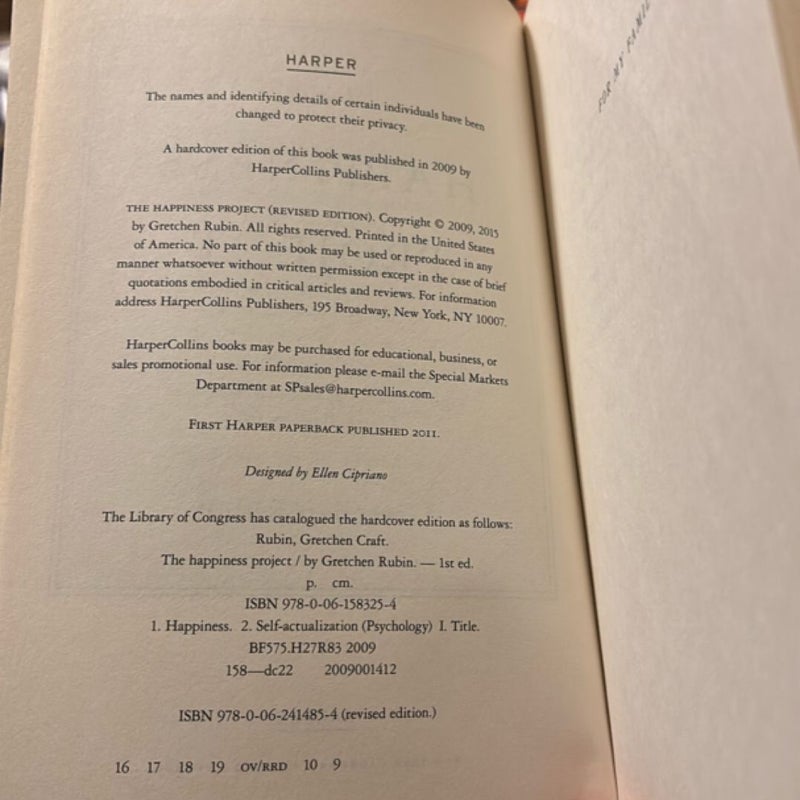 HARPER
The names and identifying details of certain individuals have been
changed to protect their privacy.
A hardcover edition of this book was published in 2009 by
HarperCollins Publishers.
THE HAPPINESS PROJECT (REVISED EDITION). Copyright © 2009, 2015
by Gretchen Rubin. All rights reserved. Printed in the United States
of America. No part of this book may be used or reproduced in any
manner whatsoever without written permission except in the case of brief
quotations embodied in critical articles and reviews. For information
address HarperCollins Publishers, 195 Broadway, New York, NY 10007.
HarperCollins books may be purchased for educational, business, or
sales promotional use. For information please e-mail the Special Markets
Department at SPsales@harpercollins.com.
FIRST HARPER PAPERBACK PUBLISHED 2011.
Designed by Ellen Cipriano
The Library of Congress has catalogued the hardcover edition as follows:
Rubin, Gretchen Craft.
The happiness project / by Gretchen Rubin. — 1st ed.
p. cm.
ISBN 978-0-06-158325-4
1. Happiness. 2. Self-actualization (Psychology) I. Title.
BF575.H27R83 2009
158—dc22 2009001412
ISBN 978-0-06-241485-4 (revised edition.)
16 17 18 19 OV/RRD 10 9
FOR MY